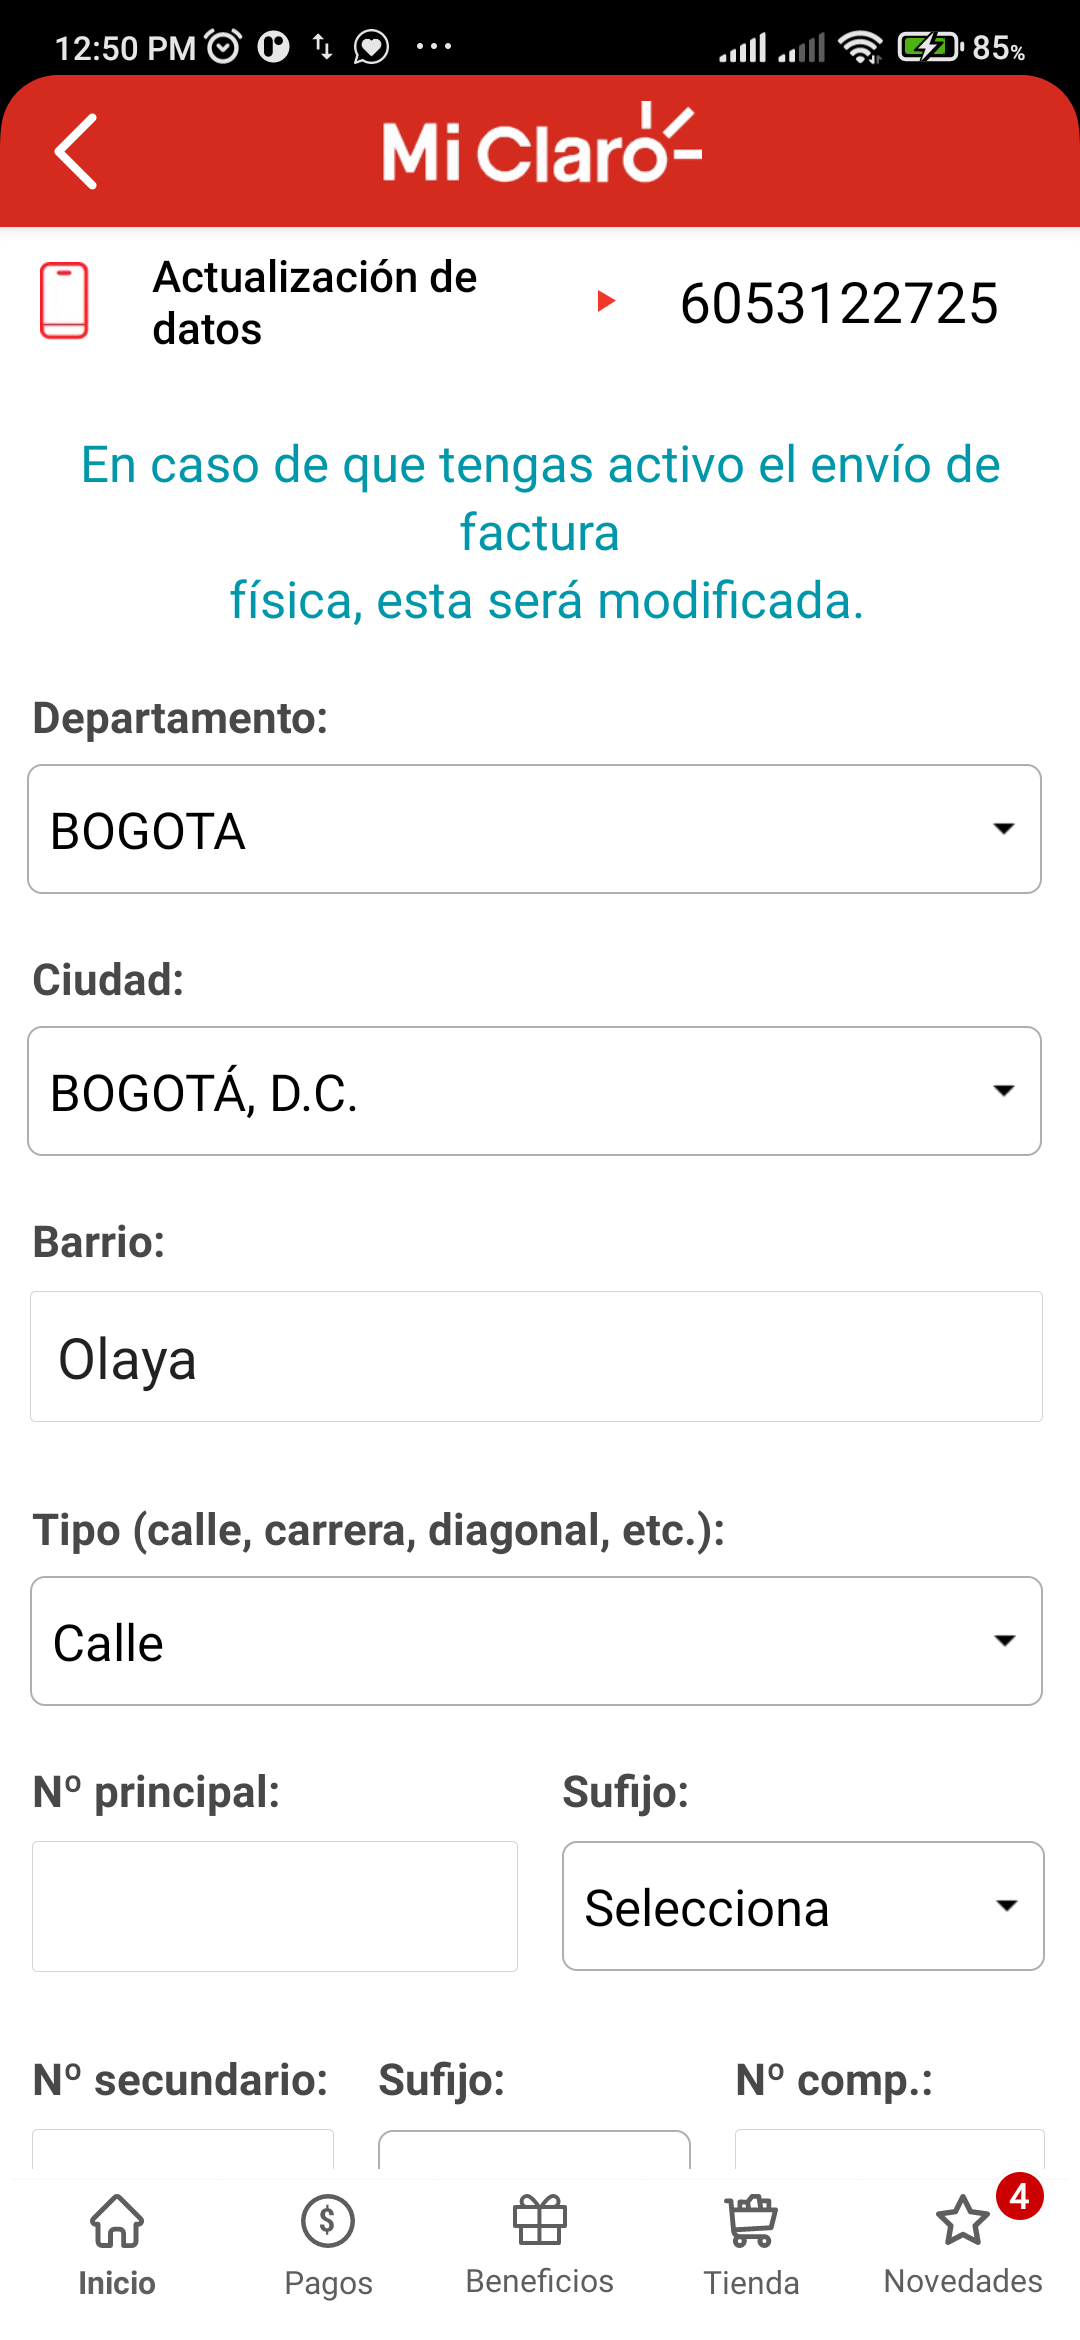 12:50 PM 85%
Mi Claro
Actualización de
datos
6053122725
En caso de que tengas activo el envío de
factura
física, esta será modificada.
Departamento:
BOGOTA
Ciudad:
BOGOTÁ, D.C.
Barrio:
Olaya
Tipo (calle, carrera, diagonal, etc.):
Calle
Nº principal: Sufijo:
Selecciona
Nº secundario: Sufijo: Nº comp.:
4
Inicio Pagos Beneficios Tienda Novedades